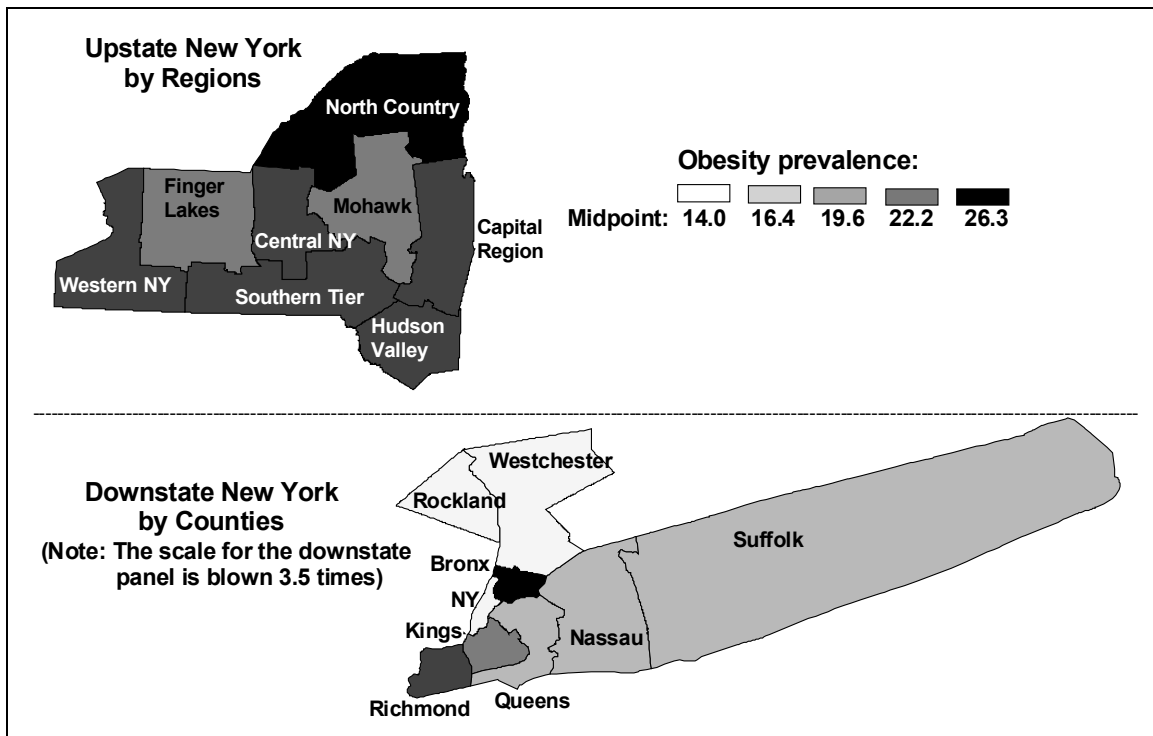 Upstate New York
by Regions
North Country
Finger
Lakes
Mohawk
Central NY
Capital
Region
Western NY
Southern Tier
Hudson
Valley
Obesity prevalence:
Midpoint: 14.0 16.4 19.6 22.2 26.3
Downstate New York
by Counties
(Note: The scale for the downstate
panel is blown 3.5 times)
Westchester
Rockland
Suffolk
Bronx
NY
Kings
Nassau
Queens
Richmond